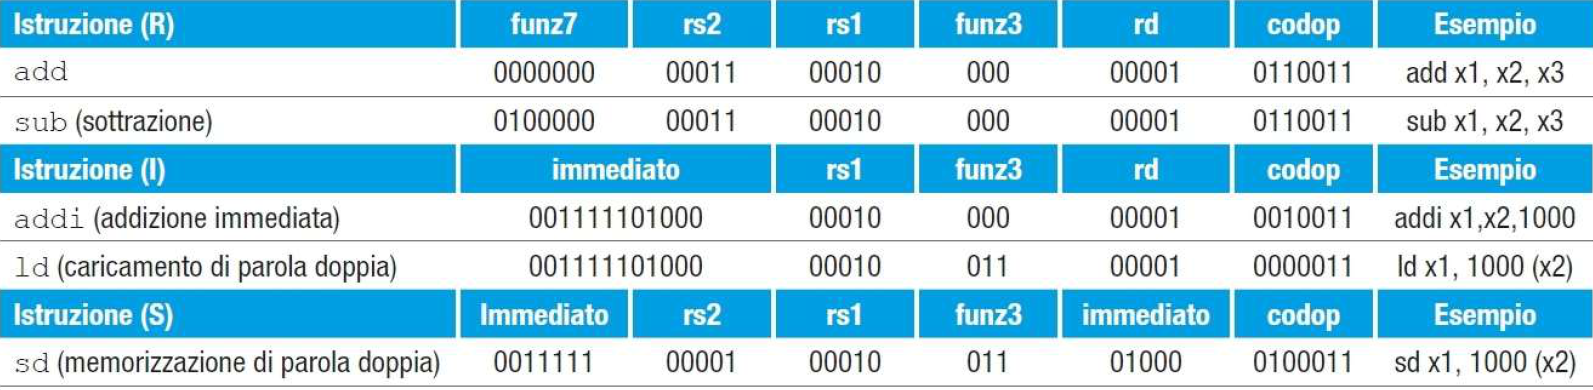 Istruzione (R) funz7 rs2 rs1 funz3 rd codop Esempio
add 0000000 00011 00010 000 00001 0110011 add x1, x2, x3
sub (sottrazione) 0100000 00011 00010 000 00001 0110011 sub x1, x2, x3
Istruzione (I) immediato rs1 funz3 rd codop Esempio
addi (addizione immediata) 001111101000 00010 000 00001 0010011 addi x1,x2,1000
ld (caricamento di parola doppia) 001111101000 00010 011 00001 0000011 ld x1, 1000 (x2)
Istruzione (S) Immediato rs2 rs1 funz3 immediato codop Esempio
sd (memorizzazione di parola doppia) 0011111 00001 00010 011 01000 0100011 sd x1, 1000 (x2)